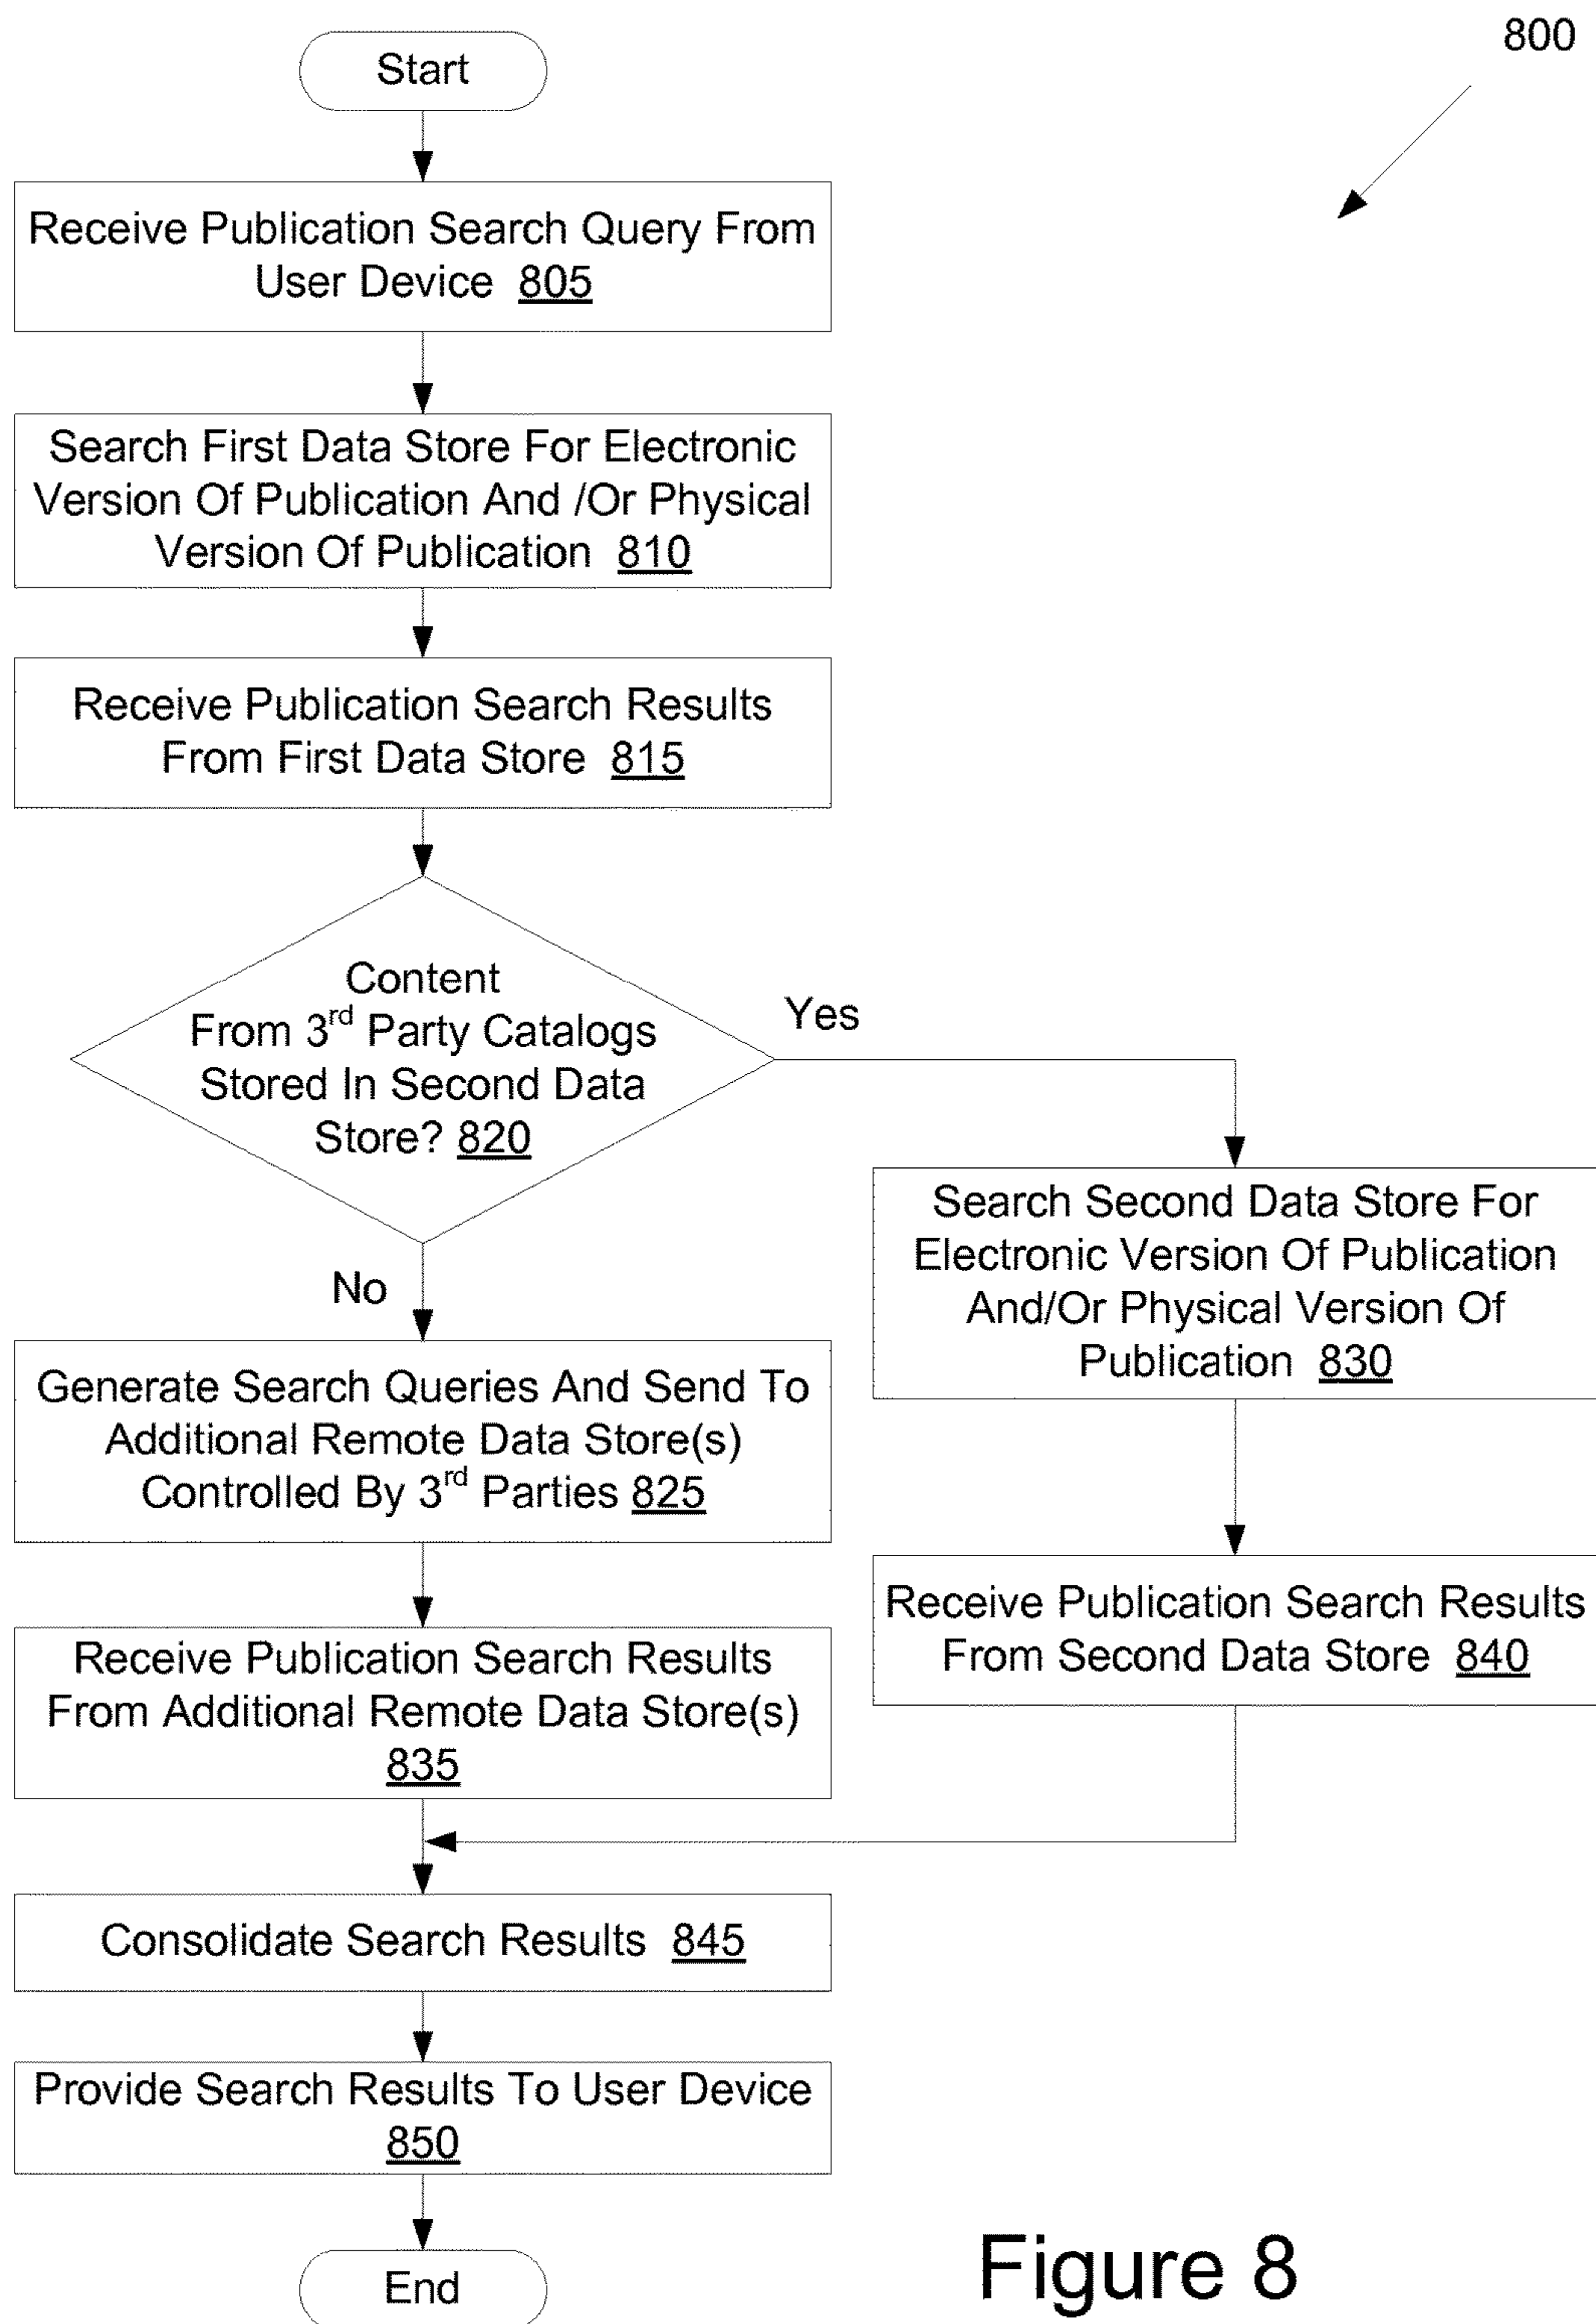 800
Start
Receive Publication Search Query From
User Device 805
Search First Data Store For Electronic
Version Of Publication And /Or Physical
Version Of Publication 810
Receive Publication Search Results
From First Data Store 815
Content
From 3rd Party Catalogs
Stored In Second Data
Store? 820
Yes
No
Search Second Data Store For
Electronic Version Of Publication
And/Or Physical Version Of
Publication 830
Generate Search Queries And Send To
Additional Remote Data Store(s)
Controlled By 3rd Parties 825
Receive Publication Search Results
From Second Data Store 840
Receive Publication Search Results
From Additional Remote Data Store(s)
835
Consolidate Search Results 845
Provide Search Results To User Device
850
End
Figure 8